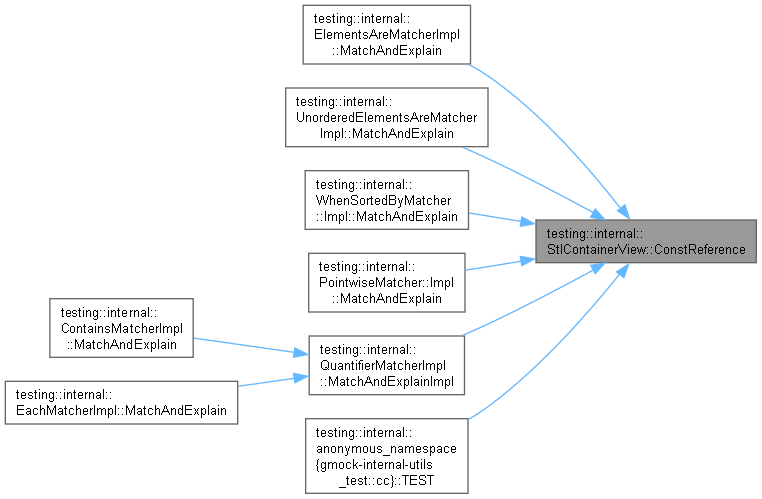 testing::internal::
ElementsAreMatcherImpl
::MatchAndExplain
testing::internal::
UnorderedElementsAreMatcher
Impl::MatchAndExplain
testing::internal::
WhenSortedByMatcher
::Impl::MatchAndExplain
testing::internal::
StlContainerView::ConstReference
testing::internal::
PointwiseMatcher::Impl
::MatchAndExplain
testing::internal::
ContainsMatcherImpl
::MatchAndExplain
testing::internal::
QuantifierMatcherImpl
::MatchAndExplainImpl
testing::internal::
EachMatcherImpl::MatchAndExplain
testing::internal::
anonymous_namespace
{gmock-internal-utils
_test::cc}::TEST